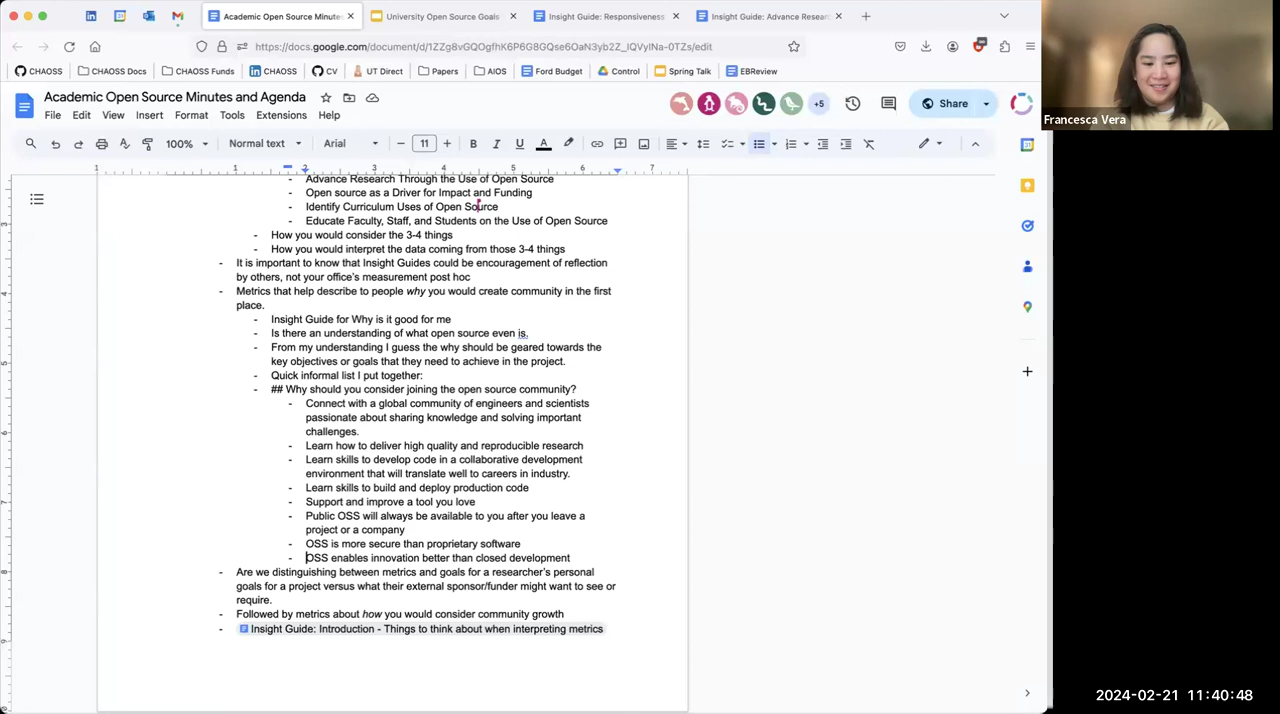 Academic Open Source Minutes
University Open Source Goals
Insight Guide: Responsiveness
Insight Guide: Advance Resear
https://docs.google.com/document/d/1ZZg8vGQOgfhK6P6G8GQse6OaN3yb2Z_lQVyINa-0TZs/edit
CHAOSS
CHAOSS Docs
CHAOSS Funds
CHAOSS
CV
UT Direct
Papers
AIOS
Ford Budget
Control
Spring Talk
EBReview
Academic Open Source Minutes and Agenda
File Edit View Insert Format Tools Extensions Help
+5
Share
100% Normal text Arial 11
1 2 3 4 5 6 7
- Advance Research Through the Use of Open Source
- Open source as a Driver for Impact and Funding
- Identify Curriculum Uses of Open Source
- Educate Faculty, Staff, and Students on the Use of Open Source
- How you would consider the 3-4 things
- How you would interpret the data coming from those 3-4 things
- It is important to know that Insight Guides could be encouragement of reflection
by others, not your office's measurement post hoc
- Metrics that help describe to people why you would create community in the first
place.
- Insight Guide for Why is it good for me
- Is there an understanding of what open source even is.
- From my understanding I guess the why should be geared towards the
key objectives or goals that they need to achieve in the project.
- Quick informal list I put together:
- ## Why should you consider joining the open source community?
- Connect with a global community of engineers and scientists
passionate about sharing knowledge and solving important
challenges.
- Learn how to deliver high quality and reproducible research
- Learn skills to develop code in a collaborative development
environment that will translate well to careers in industry.
- Learn skills to build and deploy production code
- Support and improve a tool you love
- Public OSS will always be available to you after you leave a
project or a company
- OSS is more secure than proprietary software
- OSS enables innovation better than closed development
- Are we distinguishing between metrics and goals for a researcher's personal
goals for a project versus what their external sponsor/funder might want to see or
require.
- Followed by metrics about how you would consider community growth
- Insight Guide: Introduction - Things to think about when interpreting metrics
Francesca Vera
2024-02-21 11:40:48